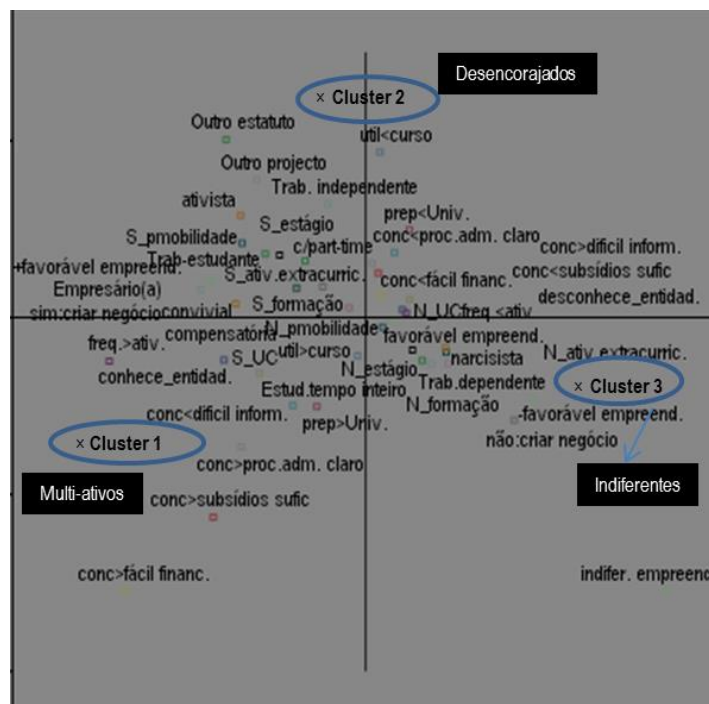 Desencorajados
× Cluster 2
Outro estatuto
util<curso
Outro projecto
Trab. independente
ativista
prep<Univ.
S_estágio
S_pmobilidade
conc<proc.adm. claro
c/part-time
conc>dificil inform.
Trab-estudante
+favorável empreend.
S_ativ.extracurric.
conc<fácil financ.
conc<subsídios sufic
Empresário(a)
desconhece_entidad.
sim:criar negócio
convivial
S_formação
N_UC
freq.<ativ
N_pmobilidade
compensatória
favorável empreend.
freq.>ativ.
S_UC
util>curso
narcisista
N_ativ.extracurric.
conhece_entidad.
N_estágio
Trab.dependente
Estud.tempo inteiro
× Cluster 3
N_formação
conc<dificil inform.
prep>Univ.
-favorável empreend.
× Cluster 1
não:criar negócio
conc>proc.adm. claro
Multi-ativos
Indiferentes
conc>subsídios sufic
conc>fácil financ.
indifer. empreend